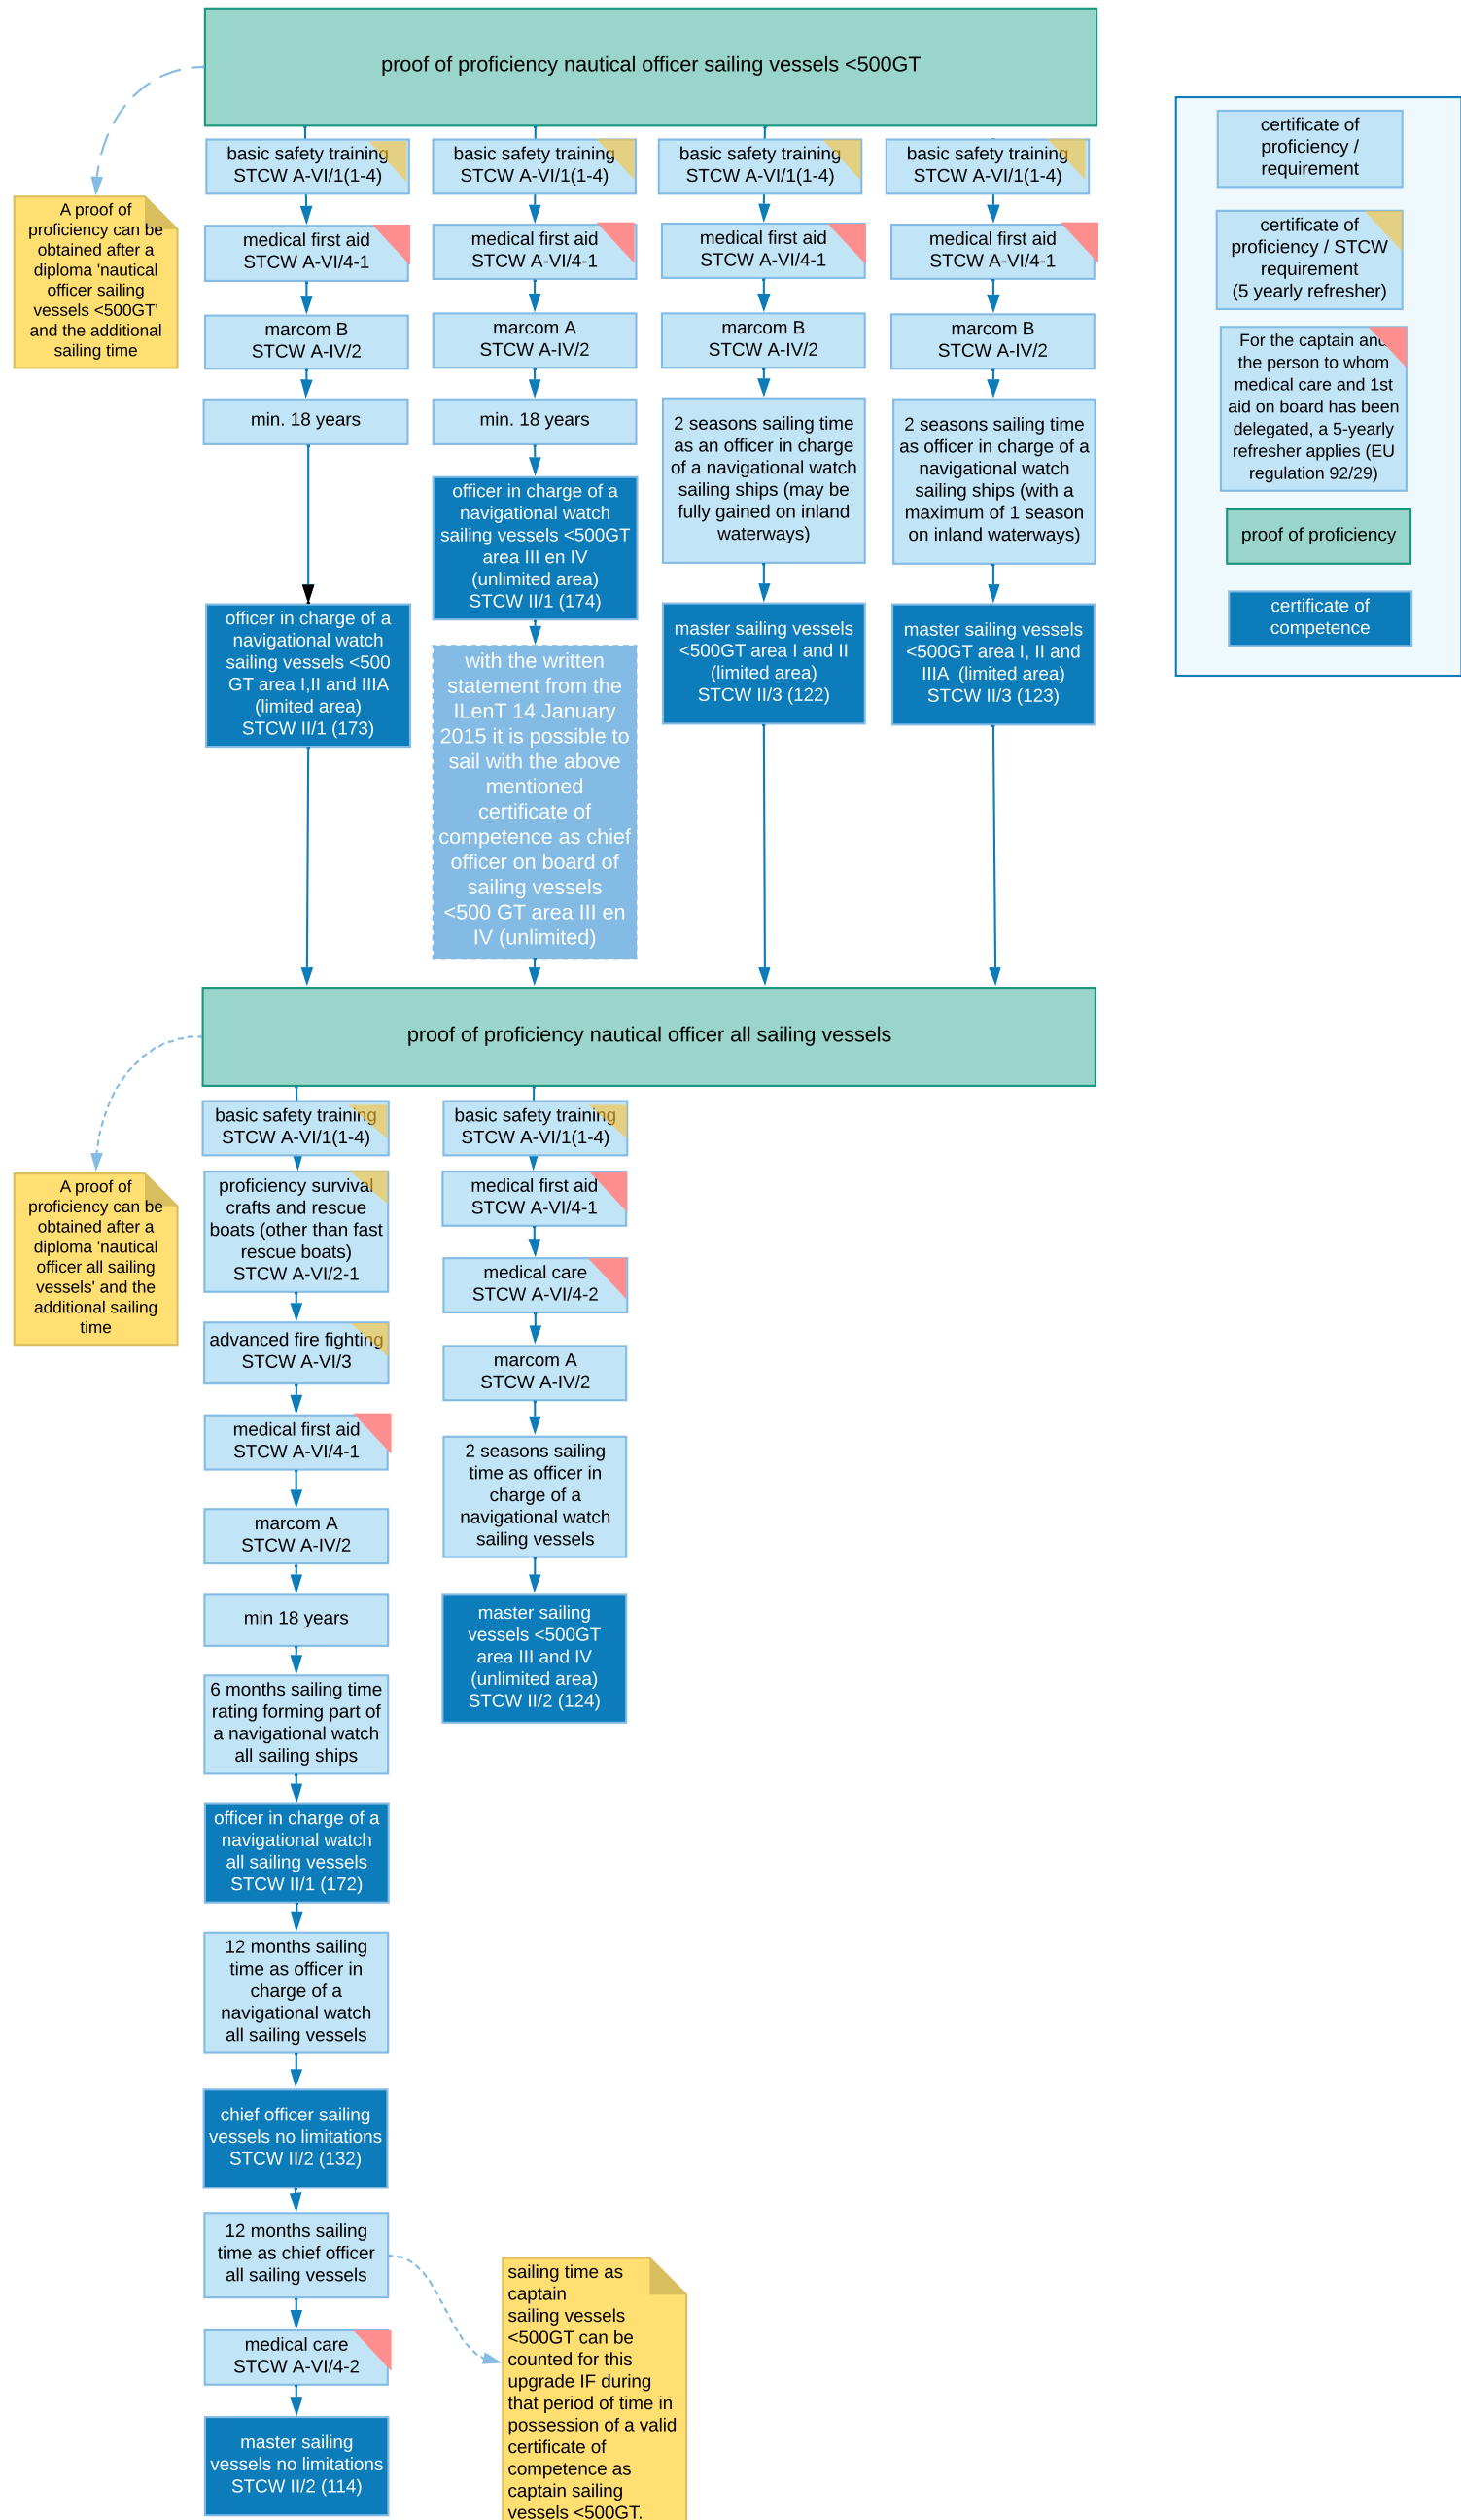 proof of proficiency nautical officer sailing vessels <500GT
A proof of
proficiency can be
obtained after a
diploma 'nautical
officer sailing
vessels <500GT'
and the additional
sailing time
basic safety training
STCW A-VI/1(1-4)
medical first aid
STCW A-VI/4-1
marcom B
STCW A-IV/2
min. 18 years
officer in charge of a
navigational watch
sailing vessels <500
GT area I,II and IIIA
(limited area)
STCW II/1 (173)
basic safety training
STCW A-VI/1(1-4)
medical first aid
STCW A-VI/4-1
marcom A
STCW A-IV/2
min. 18 years
officer in charge of a
navigational watch
sailing vessels <500GT
area III en IV
(unlimited area)
STCW II/1 (174)
with the written
statement from the
ILenT 14 January
2015 it is possible to
sail with the above
mentioned
certificate of
competence as chief
officer on board of
sailing vessels
<500 GT area III en
IV (unlimited)
basic safety training
STCW A-VI/1(1-4)
medical first aid
STCW A-VI/4-1
marcom B
STCW A-IV/2
2 seasons sailing time
as an officer in charge
of a navigational watch
sailing ships (may be
fully gained on inland
waterways)
master sailing vessels
<500GT area I and II
(limited area)
STCW II/3 (122)
basic safety training
STCW A-VI/1(1-4)
medical first aid
STCW A-VI/4-1
marcom B
STCW A-IV/2
2 seasons sailing time
as officer in charge of a
navigational watch
sailing ships (with a
maximum of 1 season
on inland waterways)
master sailing vessels
<500GT area I, II and
IIIA (limited area)
STCW II/3 (123)
certificate of
proficiency /
requirement
certificate of
proficiency / STCW
requirement
(5 yearly refresher)
For the captain and
the person to whom
medical care and 1st
aid on board has been
delegated, a 5-yearly
refresher applies (EU
regulation 92/29)
proof of proficiency
certificate of
competence
proof of proficiency nautical officer all sailing vessels
A proof of
proficiency can be
obtained after a
diploma 'nautical
officer all sailing
vessels' and the
additional sailing
time
basic safety training
STCW A-VI/1(1-4)
proficiency survival
crafts and rescue
boats (other than fast
rescue boats)
STCW A-VI/2-1
advanced fire fighting
STCW A-VI/3
medical first aid
STCW A-VI/4-1
marcom A
STCW A-IV/2
min 18 years
6 months sailing time
rating forming part of
a navigational watch
all sailing ships
officer in charge of a
navigational watch
all sailing vessels
STCW II/1 (172)
12 months sailing
time as officer in
charge of a
navigational watch
all sailing vessels
chief officer sailing
vessels no limitations
STCW II/2 (132)
12 months sailing
time as chief officer
all sailing vessels
medical care
STCW A-VI/4-2
master sailing
vessels no limitations
STCW II/2 (114)
basic safety training
STCW A-VI/1(1-4)
medical first aid
STCW A-VI/4-1
medical care
STCW A-VI/4-2
marcom A
STCW A-IV/2
2 seasons sailing
time as officer in
charge of a
navigational watch
sailing vessels
master sailing
vessels <500GT
area III and IV
(unlimited area)
STCW II/2 (124)
sailing time as
captain
sailing vessels
<500GT can be
counted for this
upgrade IF during
that period of time in
possession of a valid
certificate of
competence as
captain sailing
vessels <500GT.